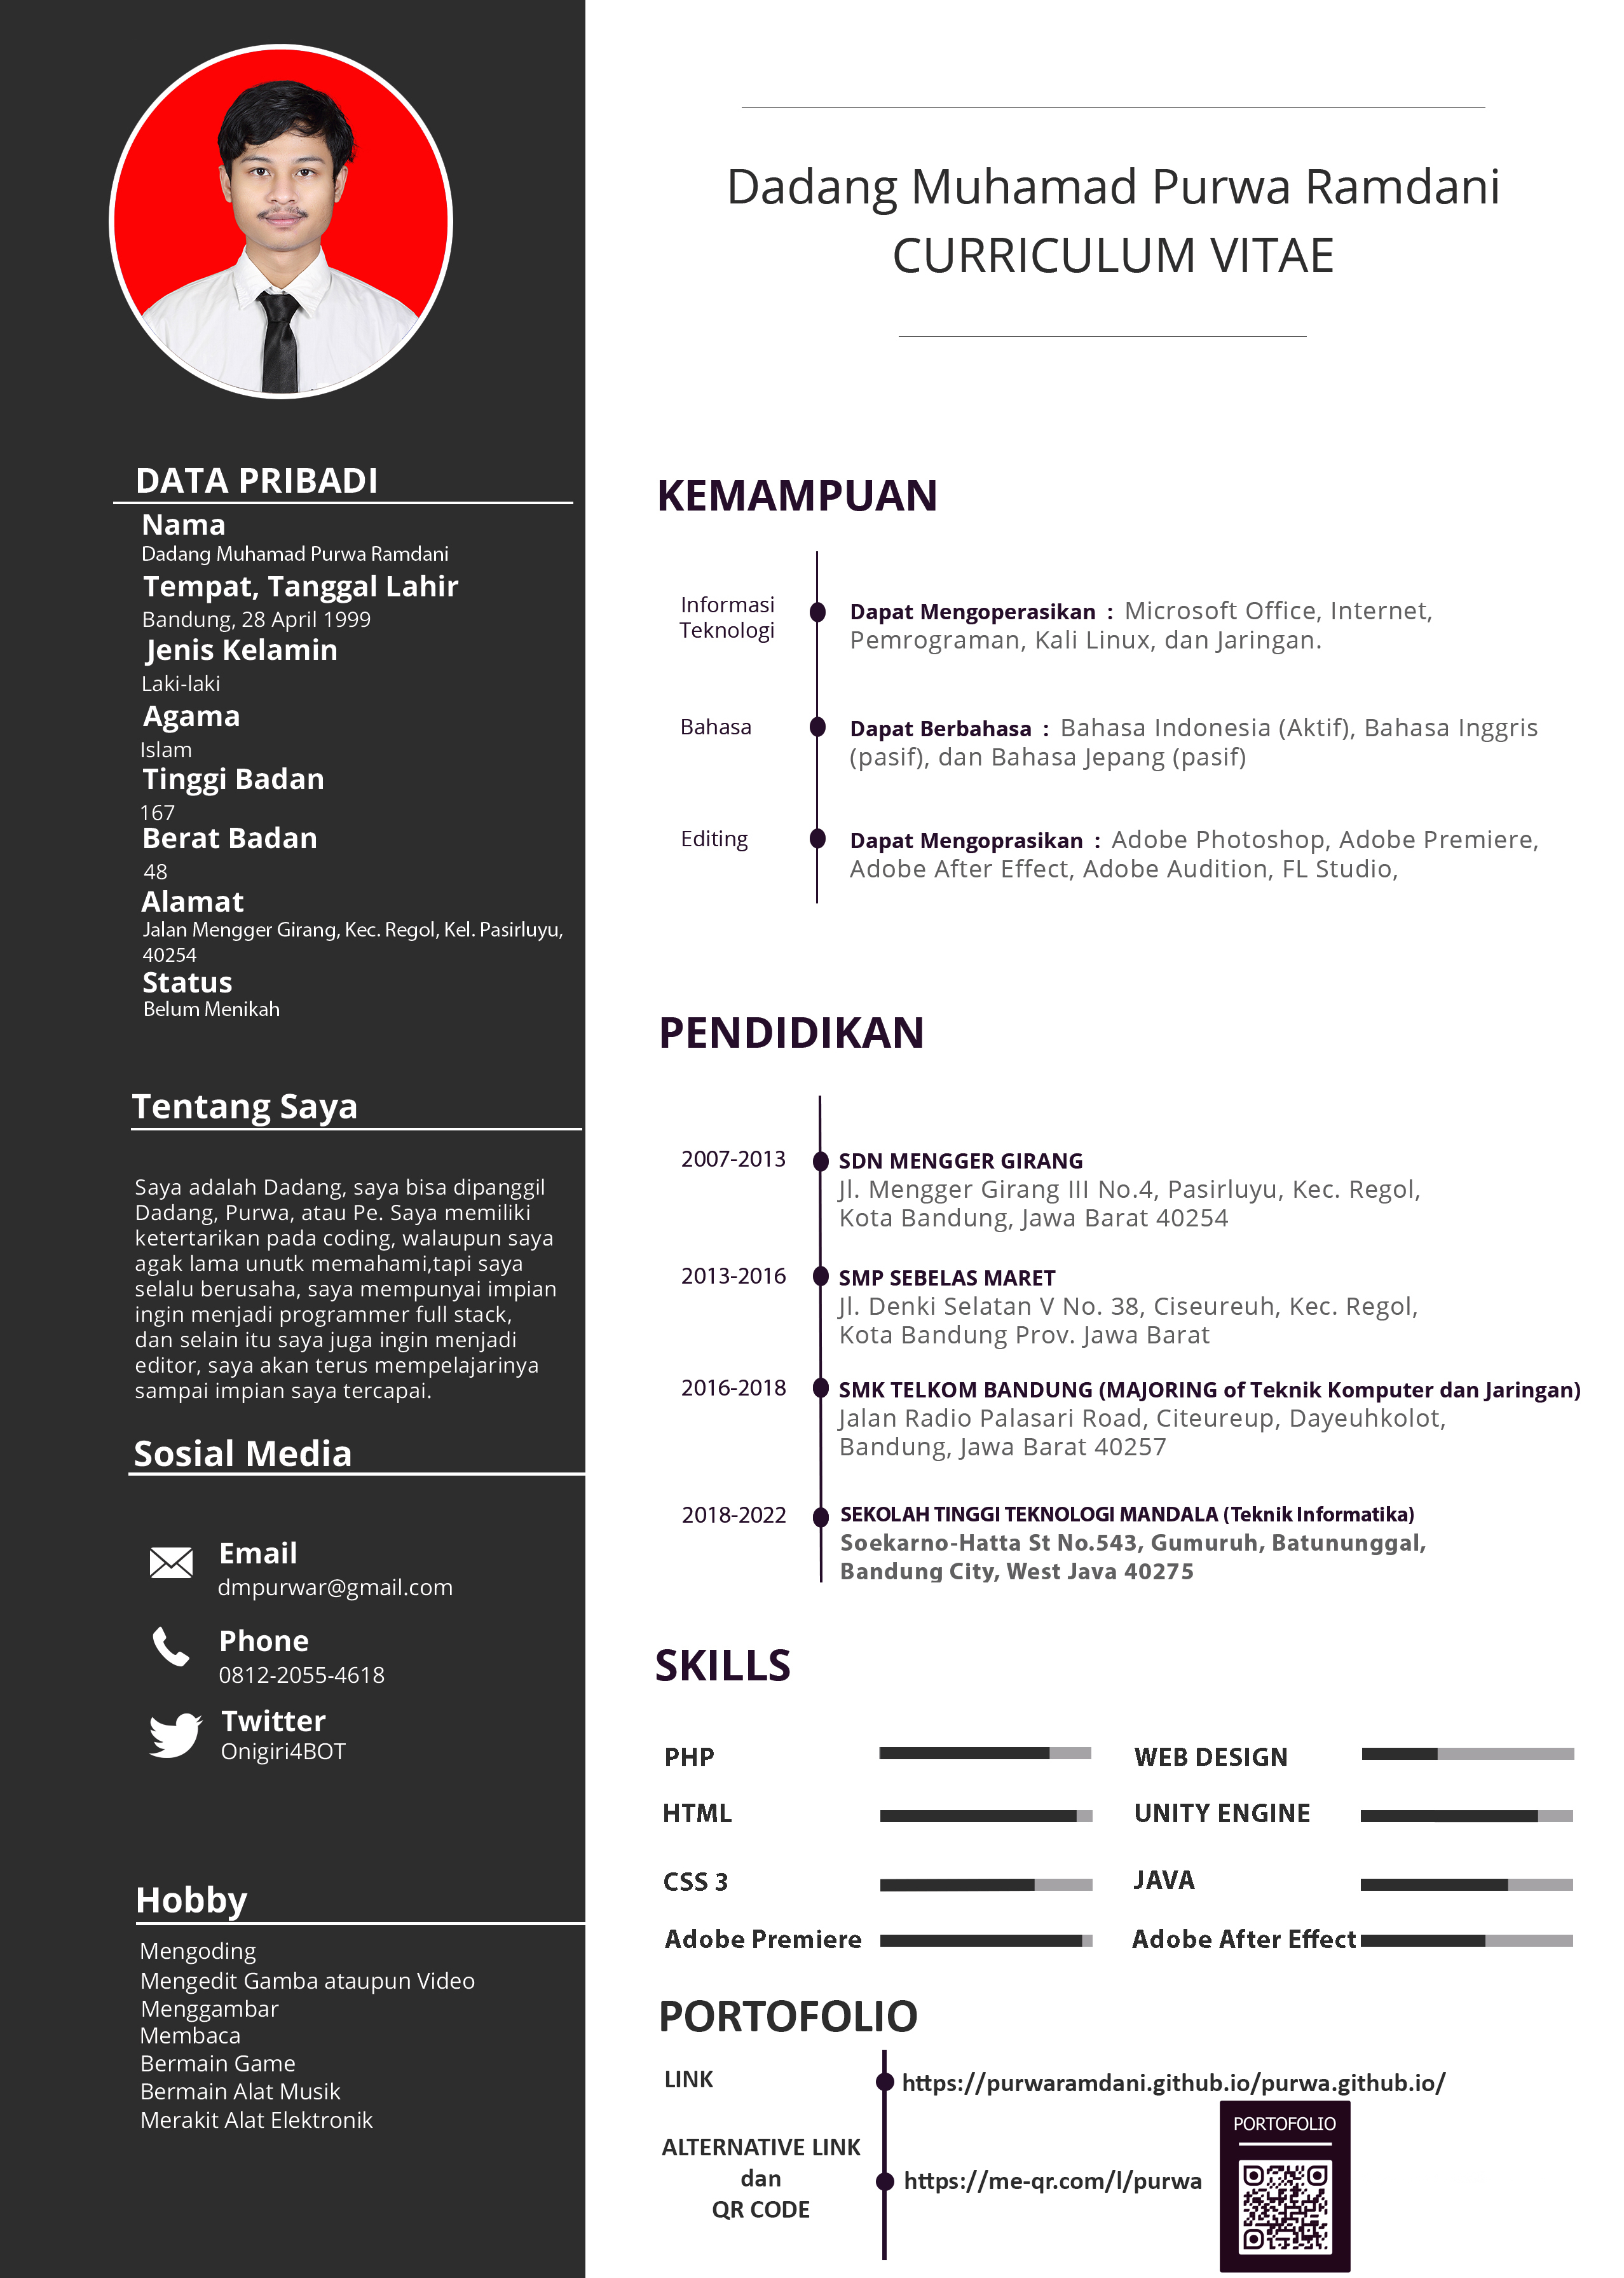 Dadang Muhamad Purwa Ramdani
CURRICULUM VITAE
DATA PRIBADI
Nama
Dadang Muhamad Purwa Ramdani
Tempat, Tanggal Lahir
Bandung, 28 April 1999
Jenis Kelamin
Laki-laki
Agama
Islam
Tinggi Badan
167
Berat Badan
48
Alamat
Jalan Mengger Girang, Kec. Regol, Kel. Pasirluyu,
40254
Status
Belum Menikah
Tentang Saya
Saya adalah Dadang, saya bisa dipanggil
Dadang, Purwa, atau Pe. Saya memiliki
ketertarikan pada coding, walaupun saya
agak lama unutk memahami,tapi saya
selalu berusaha, saya mempunyai impian
ingin menjadi programmer full stack,
dan selain itu saya juga ingin menjadi
editor, saya akan terus mempelajarinya
sampai impian saya tercapai.
Sosial Media
Email
dmpurwar@gmail.com
Phone
0812-2055-4618
Twitter
Onigiri4BOT
Hobby
Mengoding
Mengedit Gamba ataupun Video
Menggambar
Membaca
Bermain Game
Bermain Alat Musik
Merakit Alat Elektronik
KEMAMPUAN
Informasi
Teknologi
Dapat Mengoperasikan : Microsoft Office, Internet,
Pemrograman, Kali Linux, dan Jaringan.
Bahasa
Dapat Berbahasa : Bahasa Indonesia (Aktif), Bahasa Inggris
(pasif), dan Bahasa Jepang (pasif)
Editing
Dapat Mengoprasikan : Adobe Photoshop, Adobe Premiere,
Adobe After Effect, Adobe Audition, FL Studio,
PENDIDIKAN
2007-2013
SDN MENGGER GIRANG
Jl. Mengger Girang III No.4, Pasirluyu, Kec. Regol,
Kota Bandung, Jawa Barat 40254
2013-2016
SMP SEBELAS MARET
Jl. Denki Selatan V No. 38, Ciseureuh, Kec. Regol,
Kota Bandung Prov. Jawa Barat
2016-2018
SMK TELKOM BANDUNG (MAJORING of Teknik Komputer dan Jaringan)
Jalan Radio Palasari Road, Citeureup, Dayeuhkolot,
Bandung, Jawa Barat 40257
2018-2022
SEKOLAH TINGGI TEKNOLOGI MANDALA (Teknik Informatika)
Soekarno-Hatta St No.543, Gumuruh, Batununggal,
Bandung City, West Java 40275
SKILLS
PHP
WEB DESIGN
HTML
UNITY ENGINE
CSS 3
JAVA
Adobe Premiere
Adobe After Effect
PORTOFOLIO
LINK
https://purwaramdani.github.io/purwa.github.io/
ALTERNATIVE LINK
dan
QR CODE
https://me-qr.com/l/purwa
PORTOFOLIO